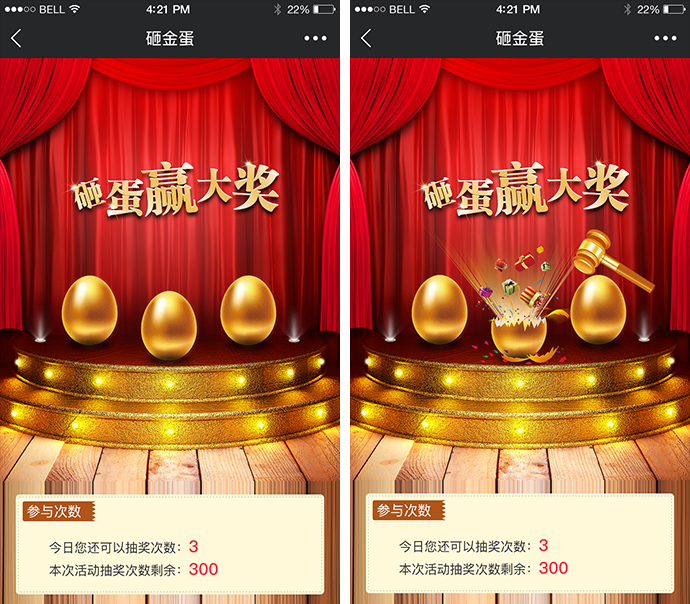 BELL 4:21 PM 22%
砸金蛋
砸蛋赢大奖
参与次数
今日您还可以抽奖次数：3
本次活动抽奖次数剩余：300
BELL 4:21 PM 22%
砸金蛋
砸蛋赢大奖
参与次数
今日您还可以抽奖次数：3
本次活动抽奖次数剩余：300